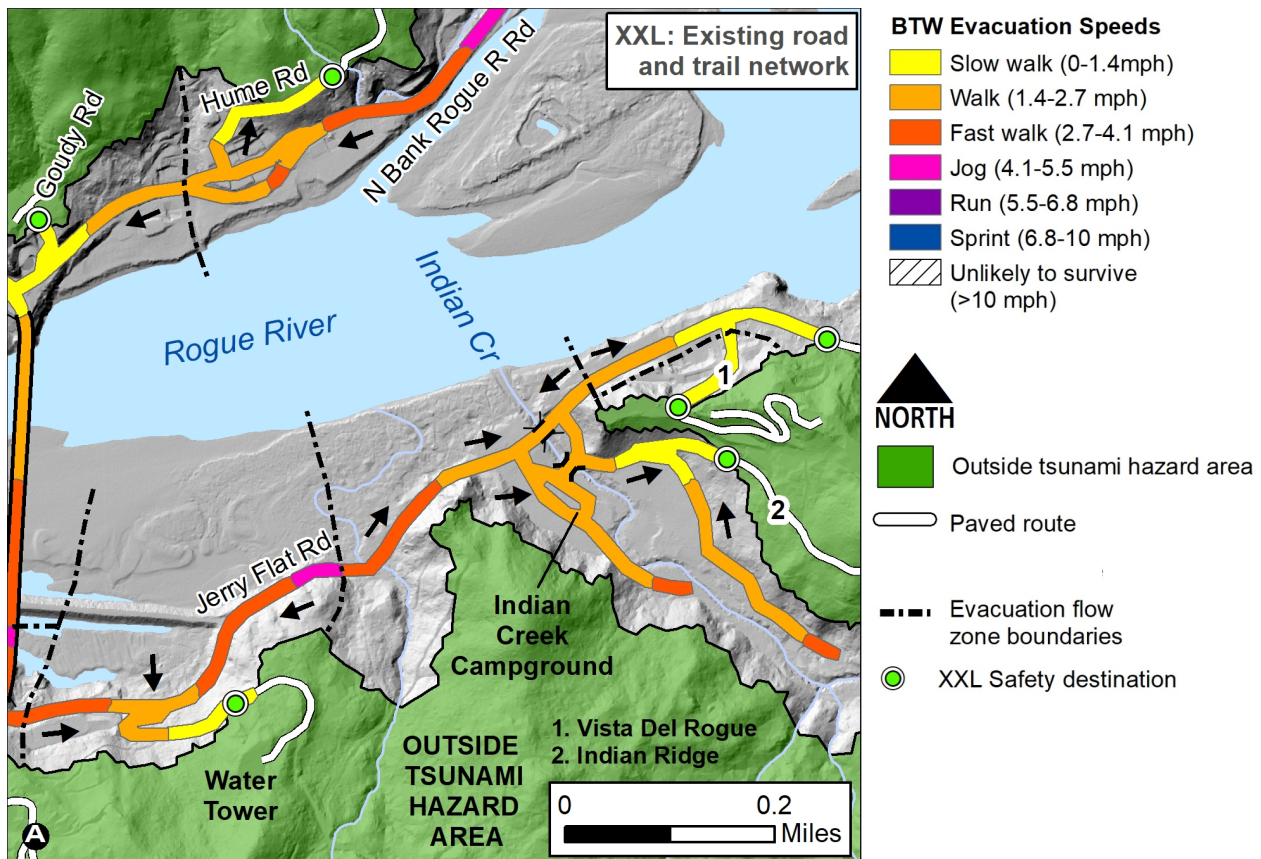 XXL: Existing road
and trail network
Hume Rd
Goudy Rd
N Bank Rogue R Rd
Indian Cr
Rogue River
1
2
Jerry Flat Rd
Indian
Creek
Campground
1. Vista Del Rogue
2. Indian Ridge
OUTSIDE
TSUNAMI
HAZARD
AREA
Water
Tower
A
0 0.2
Miles
BTW Evacuation Speeds
Slow walk (0-1.4mph)
Walk (1.4-2.7 mph)
Fast walk (2.7-4.1 mph)
Jog (4.1-5.5 mph)
Run (5.5-6.8 mph)
Sprint (6.8-10 mph)
Unlikely to survive
(>10 mph)
NORTH
Outside tsunami hazard area
Paved route
Evacuation flow
zone boundaries
XXL Safety destination